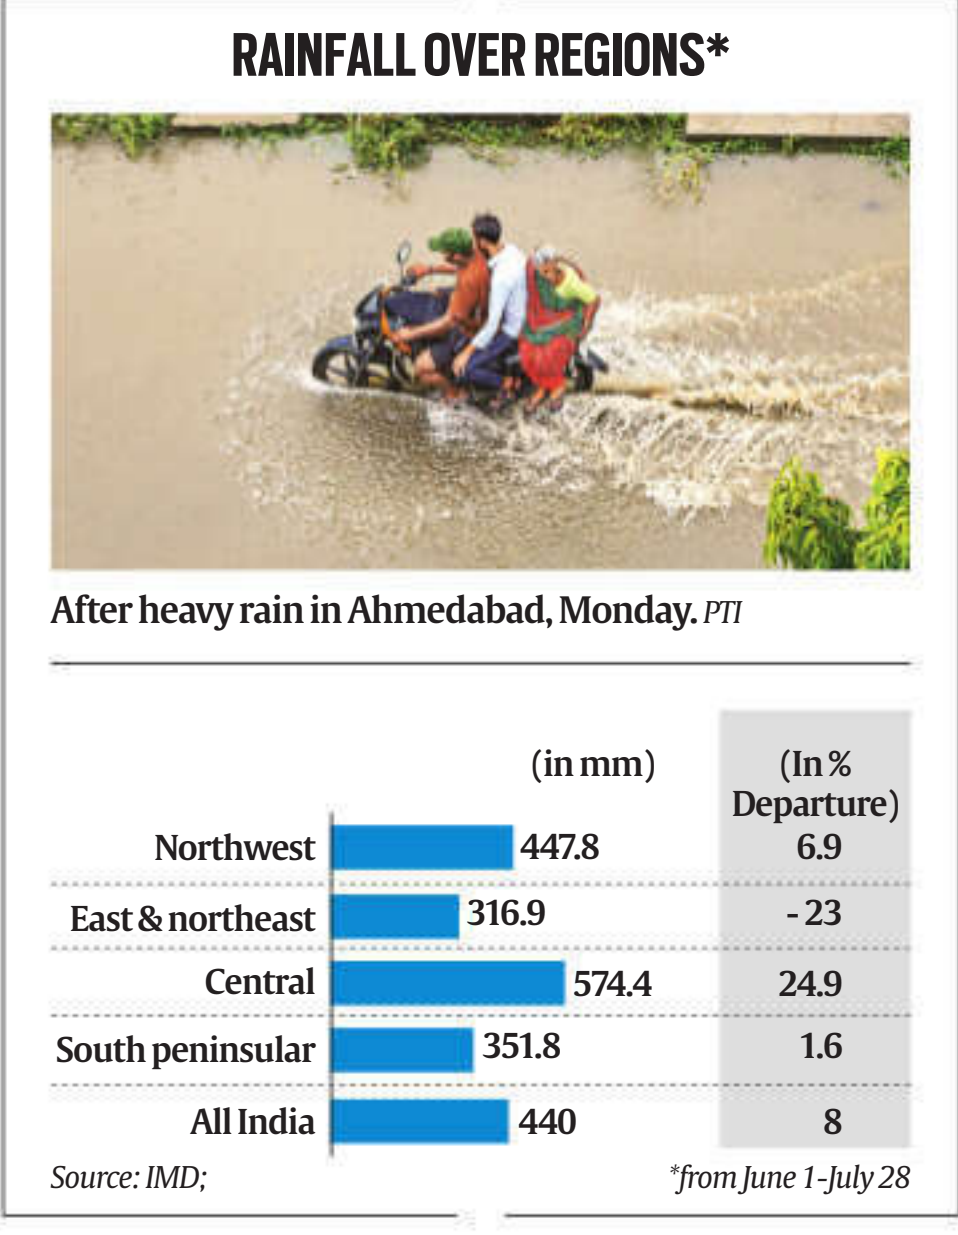 RAINFALL OVER REGIONS*
After heavy rain in Ahmedabad, Monday. PTI
(in mm) (In %
Departure)
Northwest 447.8 6.9
East & northeast 316.9 - 23
Central 574.4 24.9
South peninsular 351.8 1.6
All India 440 8
Source: IMD; *from June 1-July 28